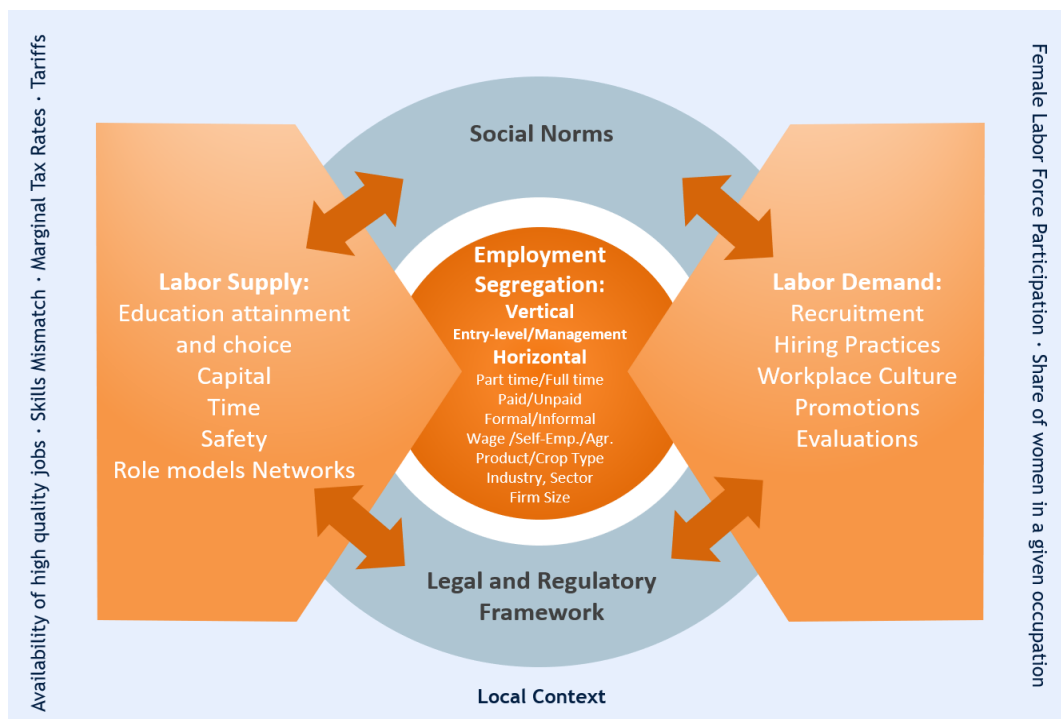 Availability of high quality jobs · Skills Mismatch · Marginal Tax Rates · Tariffs
Social Norms
Labor Supply:
Education attainment
and choice
Capital
Time
Safety
Role models Networks
Employment
Segregation:
Vertical
Entry-level/Management
Horizontal
Part time/Full time
Paid/Unpaid
Formal/Informal
Wage /Self-Emp./Agr.
Product/Crop Type
Industry, Sector
Firm Size
Labor Demand:
Recruitment
Hiring Practices
Workplace Culture
Promotions
Evaluations
Legal and Regulatory
Framework
Local Context
Female Labor Force Participation · Share of women in a given occupation